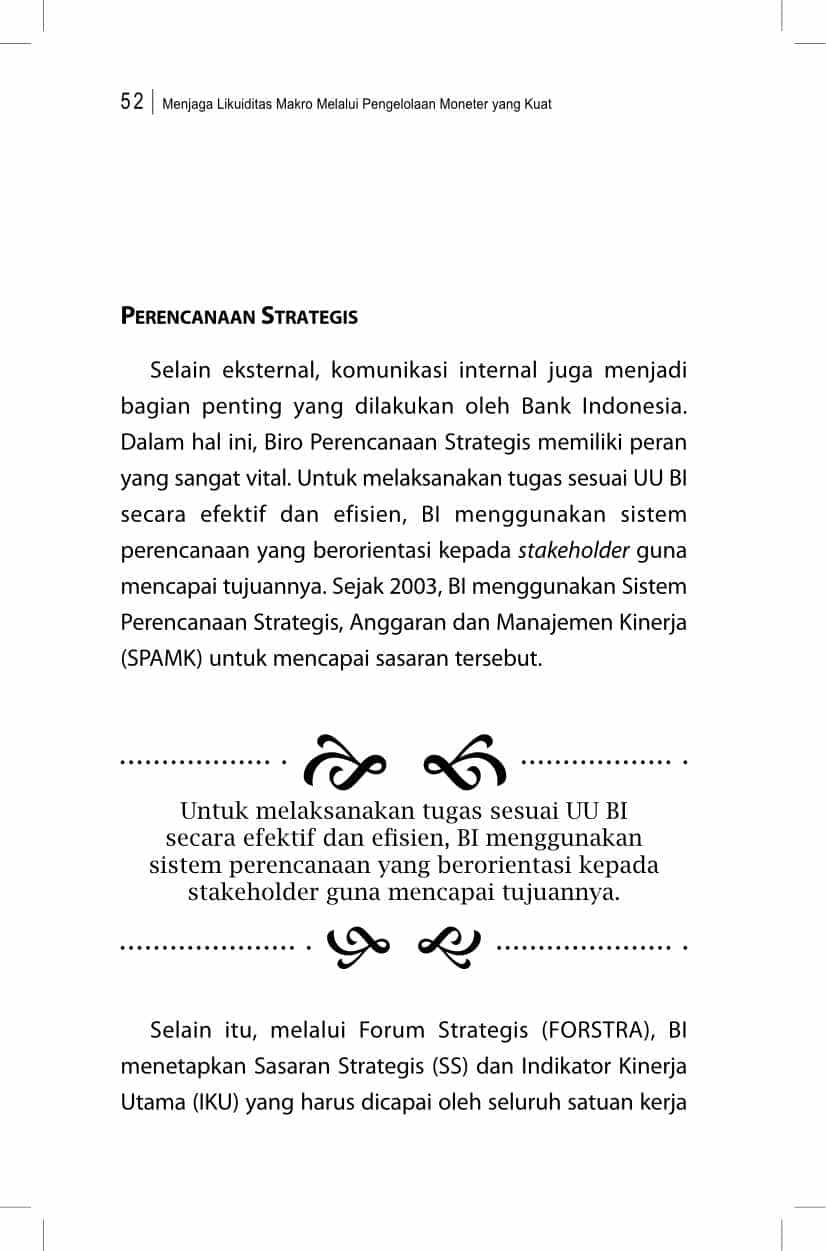 52 | Menjaga Likuiditas Makro Melalui Pengelolaan Moneter yang Kuat
PERENCANAAN STRATEGIS
Selain eksternal, komunikasi internal juga menjadi
bagian penting yang dilakukan oleh Bank Indonesia.
Dalam hal ini, Biro Perencanaan Strategis memiliki peran
yang sangat vital. Untuk melaksanakan tugas sesuai UU BI
secara efektif dan efisien, BI menggunakan sistem
perencanaan yang berorientasi kepada stakeholder guna
mencapai tujuannya. Sejak 2003, BI menggunakan Sistem
Perencanaan Strategis, Anggaran dan Manajemen Kinerja
(SPAMK) untuk mencapai sasaran tersebut.
Untuk melaksanakan tugas sesuai UU BI
secara efektif dan efisien, BI menggunakan
sistem perencanaan yang berorientasi kepada
stakeholder guna mencapai tujuannya.
Selain itu, melalui Forum Strategis (FORSTRA), BI
menetapkan Sasaran Strategis (SS) dan Indikator Kinerja
Utama (IKU) yang harus dicapai oleh seluruh satuan kerja